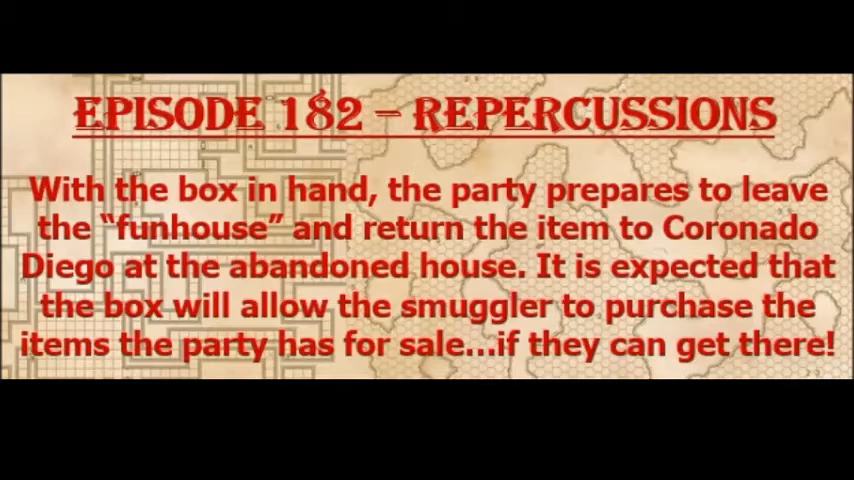 EPISODE 182 – REPERCUSSIONS
With the box in hand, the party prepares to leave
the “funhouse” and return the item to Coronado
Diego at the abandoned house. It is expected that
the box will allow the smuggler to purchase the
items the party has for sale...if they can get there!